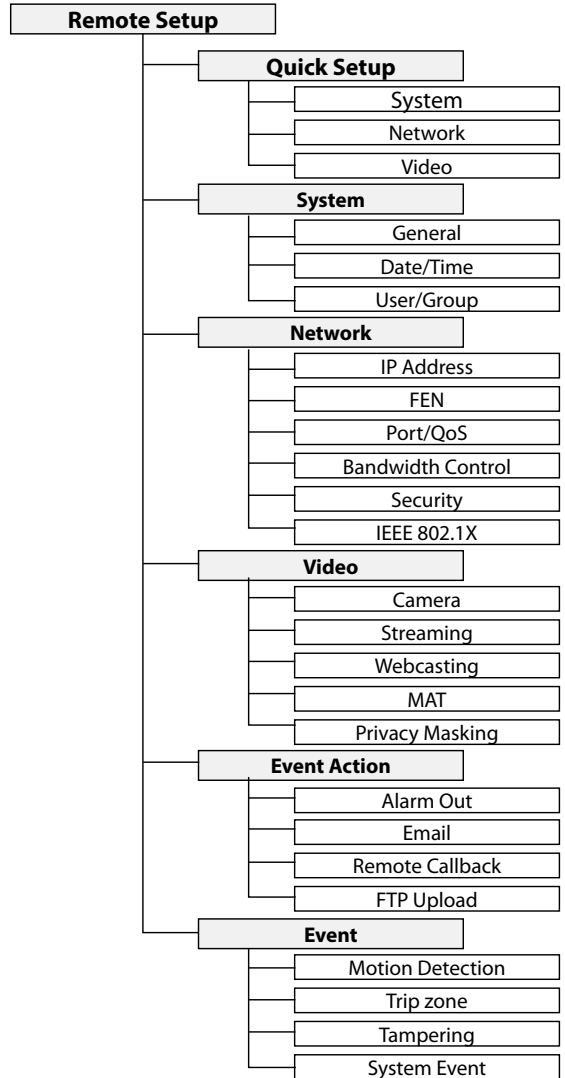 Remote Setup
Quick Setup
System
Network
Video
System
General
Date/Time
User/Group
Network
IP Address
FEN
Port/QoS
Bandwidth Control
Security
IEEE 802.1X
Video
Camera
Streaming
Webcasting
MAT
Privacy Masking
Event Action
Alarm Out
Email
Remote Callback
FTP Upload
Event
Motion Detection
Trip zone
Tampering
System Event